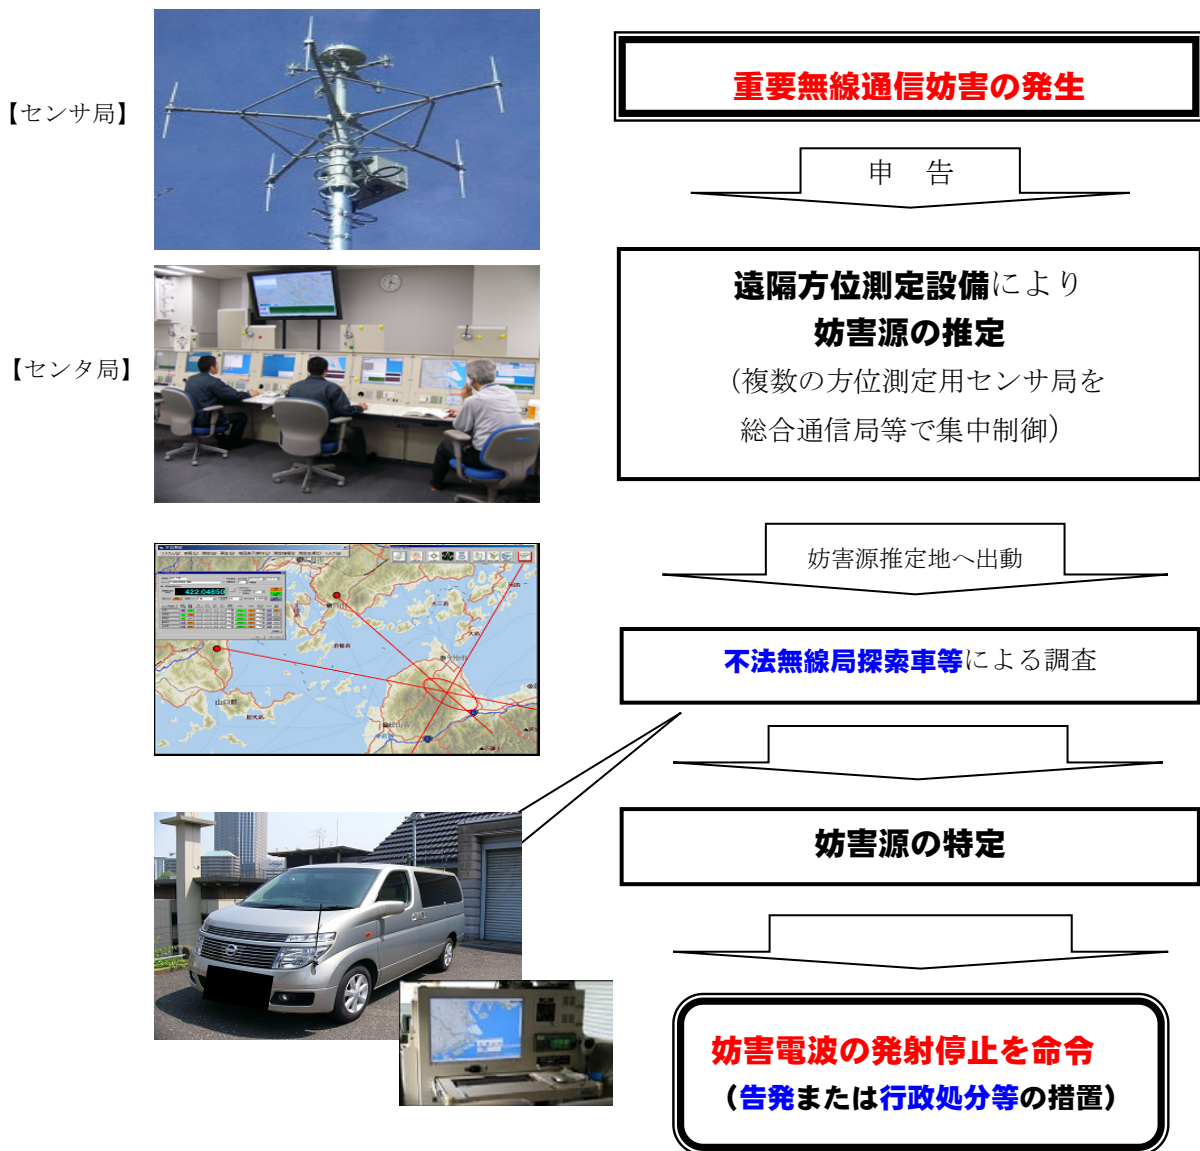 【センサ局】
重要無線通信妨害の発生
申　告
【センタ局】
遠隔方位測定設備により
妨害源の推定
（複数の方位測定用センサ局を
総合通信局等で集中制御）
妨害源推定地へ出動
422.04850
山口県
不法無線局探索車等による調査
妨害源の特定
妨害電波の発射停止を命令
（告発または行政処分等の措置）